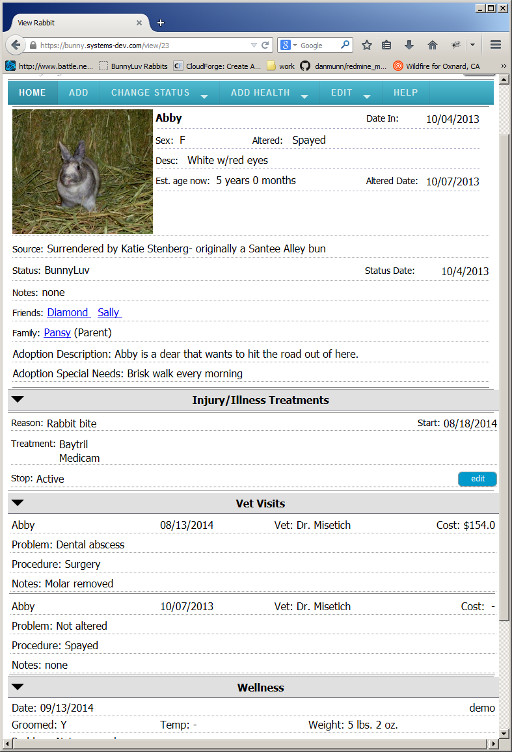 View Rabbit
https://bunny.systems-dev.com/view/23
Google
http://www.battle.ne...
BunnyLuv Rabbits
CloudForge: Create A...
work
danmunn/redmine_m...
Wildfire for Oxnard, CA
HOME ADD CHANGE STATUS ADD HEALTH EDIT HELP
Abby Date In: 10/04/2013
Sex: F Altered: Spayed
Desc: White w/red eyes
Est. age now: 5 years 0 months Altered Date: 10/07/2013
Source: Surrendered by Katie Stenberg- originally a Santee Alley bun
Status: BunnyLuv Status Date: 10/4/2013
Notes: none
Friends: Diamond Sally
Family: Pansy (Parent)
Adoption Description: Abby is a dear that wants to hit the road out of here.
Adoption Special Needs: Brisk walk every morning
Injury/Illness Treatments
Reason: Rabbit bite Start: 08/18/2014
Treatment: Baytril
Medicam
Stop: Active edit
Vet Visits
Abby 08/13/2014 Vet: Dr. Misetich Cost: $154.0
Problem: Dental abscess
Procedure: Surgery
Notes: Molar removed
Abby 10/07/2013 Vet: Dr. Misetich Cost: -
Problem: Not altered
Procedure: Spayed
Notes: none
Wellness
Date: 09/13/2014 demo
Groomed: Y Temp: - Weight: 5 lbs. 2 oz.